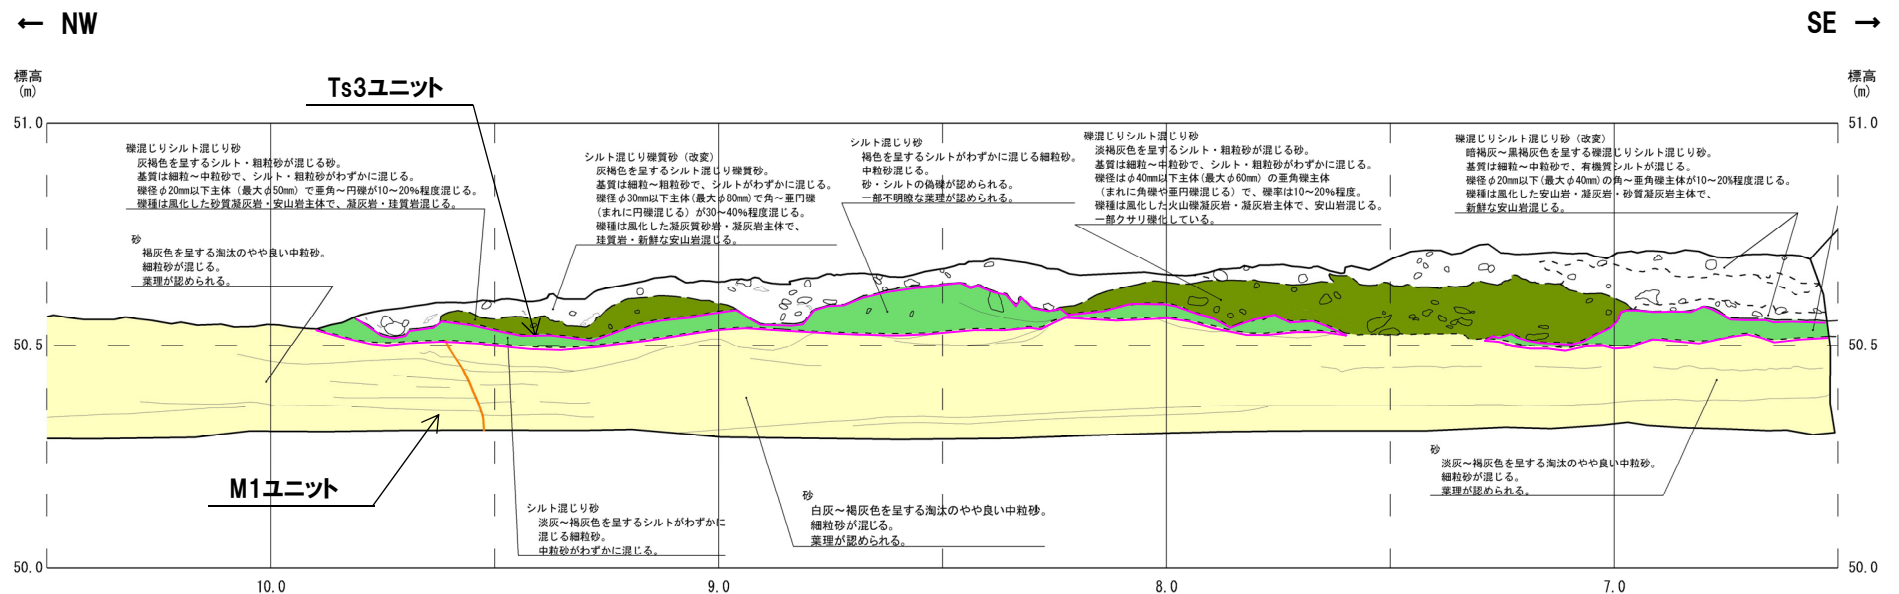 ← NW
SE →
標高
(m)
標高
(m)
Ts3ユニット
51.0
51.0
礫混じりシルト混じり砂
灰褐色を呈するシルト・粗粒砂が混じる砂。
基質は細粒～中粒砂で、シルト・粗粒砂がわずかに混じる。
礫径φ20mm以下主体(最大φ50mm)で亜角～円礫が10～20%程度混じる。
礫種は風化した砂質凝灰岩・安山岩主体で、凝灰岩・珪質岩混じる。
砂
褐灰色を呈する淘汰のやや良い中粒砂。
細粒砂が混じる。
葉理が認められる。
シルト混じり礫質砂(改変)
灰褐色を呈するシルト混じり礫質砂。
基質は細粒～粗粒砂で、シルトがわずかに混じる。
礫径φ30mm以下主体(最大φ80mm)で角～亜円礫
(まれに円礫混じる)が30～40%程度混じる。
礫種は風化した凝灰質砂岩・凝灰岩主体で、
珪質岩・新鮮な安山岩混じる。
シルト混じり砂
褐色を呈するシルトがわずかに混じる細粒砂。
中粒砂混じる。
砂・シルトの偽礫が認められる。
一部不明瞭な葉理が認められる。
礫混じりシルト混じり砂
淡褐灰色を呈するシルト・粗粒砂が混じる砂。
基質は細粒～中粒砂で、シルト・粗粒砂がわずかに混じる。
礫径はφ40mm以下主体(最大φ60mm)の亜角礫主体
(まれに角礫や亜円礫混じる)で、礫率は10～20%程度。
礫種は風化した火山礫凝灰岩・凝灰岩主体で、安山岩混じる。
一部クサリ礫化している。
礫混じりシルト混じり砂(改変)
暗褐灰～黒褐灰色を呈する礫混じりシルト混じり砂。
基質は細粒～中粒砂で、有機質シルトが混じる。
礫径φ20mm以下(最大φ40mm)の角～亜角礫主体が10～20%程度混じる。
礫種は風化した安山岩・凝灰岩・砂質凝灰岩主体で、
新鮮な安山岩混じる。
50.5
50.5
M1ユニット
シルト混じり砂
淡灰～褐灰色を呈するシルトがわずかに
混じる細粒砂。
中粒砂がわずかに混じる。
砂
白灰～褐灰色を呈する淘汰のやや良い中粒砂。
細粒砂が混じる。
葉理が認められる。
砂
淡灰～褐灰色を呈する淘汰のやや良い中粒砂。
細粒砂が混じる。
葉理が認められる。
50.0
50.0
10.0
9.0
8.0
7.0